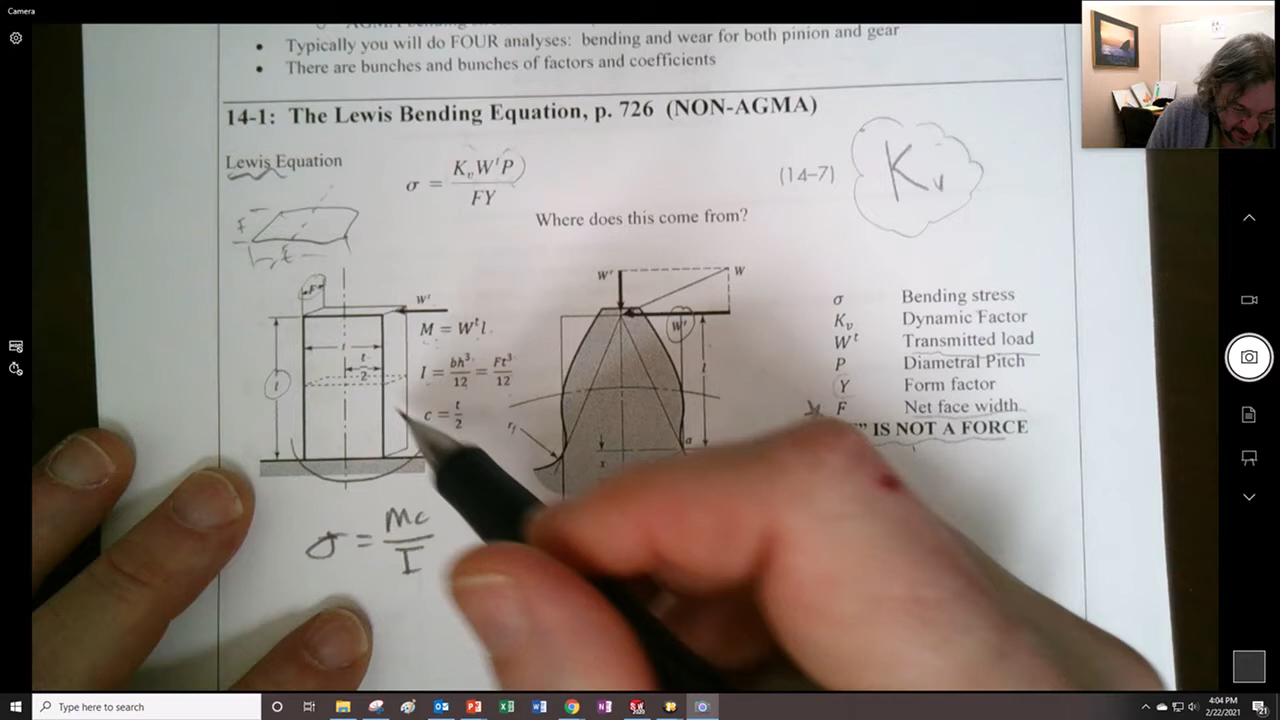 Camera
• Typically you will do FOUR analyses: bending and wear for both pinion and gear
• There are bunches and bunches of factors and coefficients
14-1: The Lewis Bending Equation, p. 726 (NON-AGMA)
Lewis Equation
σ = KᵥWᵗP / FY
(14–7)
Kᵥ
Where does this come from?
F
t
F
Wᵗ
M = Wᵗl
I = bh³/12 = Ft³/12
c = t/2
l
t
t/2
Wʳ
W
Wᵗ
l
r_f
a
x
σ Bending stress
Kᵥ Dynamic Factor
Wᵗ Transmitted load
P Diametral Pitch
Y Form factor
F Net face width
” IS NOT A FORCE
σ = Mc/I
Type here to search
4:04 PM
2/22/2021